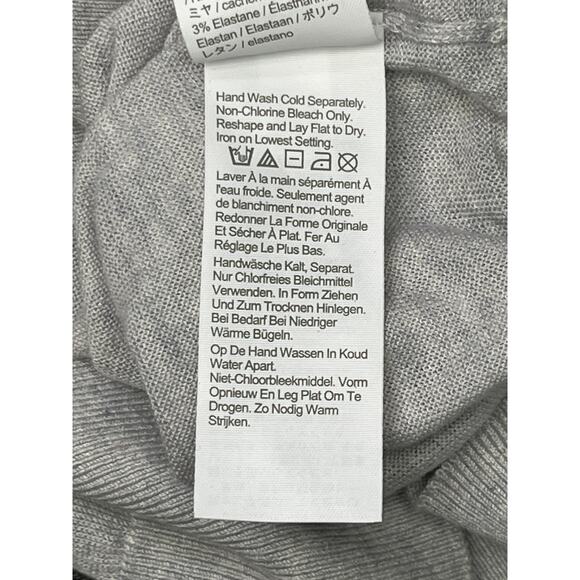 ミヤ / cachem
3% Elastane / Élasthann
Elastan / Elastaan / ポリウ
レタン / elastano
Hand Wash Cold Separately.
Non-Chlorine Bleach Only.
Reshape and Lay Flat to Dry.
Iron on Lowest Setting.
Laver À la main séparément À
l'eau froide. Seulement agent
de blanchiment non-chlore.
Redonner La Forme Originale
Et Sécher À Plat. Fer Au
Réglage Le Plus Bas.
Handwäsche Kalt, Separat.
Nur Chlorfreies Bleichmittel
Verwenden. In Form Ziehen
Und Zum Trocknen Hinlegen.
Bei Bedarf Bei Niedriger
Wärme Bügeln.
Op De Hand Wassen In Koud
Water Apart.
Niet-Chloorbleekmiddel. Vorm
Opnieuw En Leg Plat Om Te
Drogen. Zo Nodig Warm
Strijken.